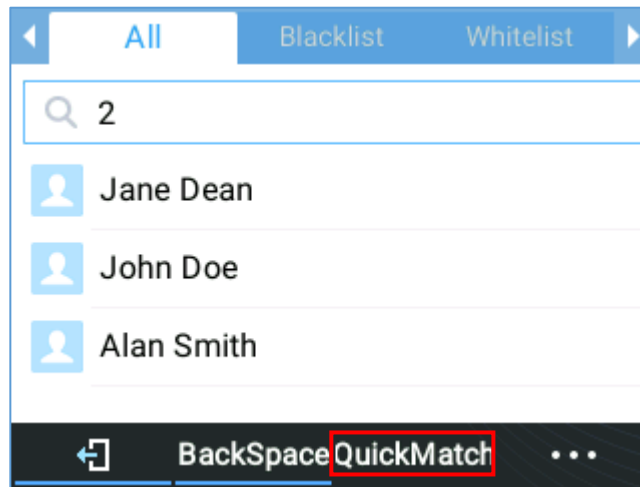 All Blacklist Whitelist
2
Jane Dean
John Doe
Alan Smith
BackSpace QuickMatch ...